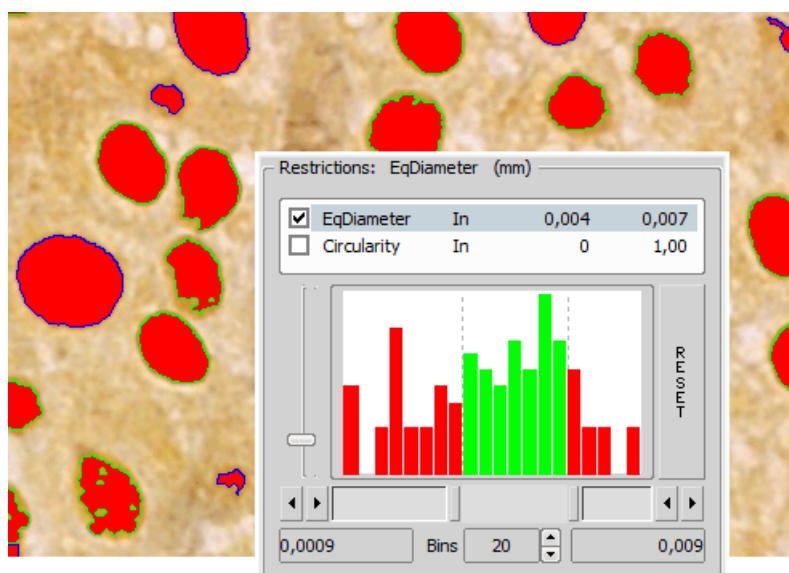 Restrictions: EqDiameter (mm)
EqDiameter In 0,004 0,007
Circularity In 0 1,00
RESET
0,0009 Bins 20 0,009